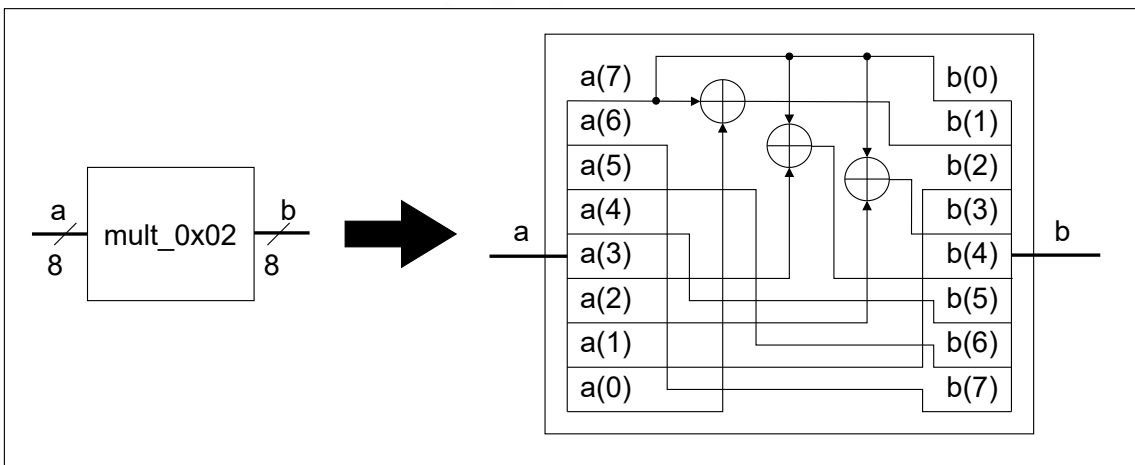 a
8
mult_0x02
b
8
a
a(7)
a(6)
a(5)
a(4)
a(3)
a(2)
a(1)
a(0)
b(0)
b(1)
b(2)
b(3)
b(4)
b(5)
b(6)
b(7)
b